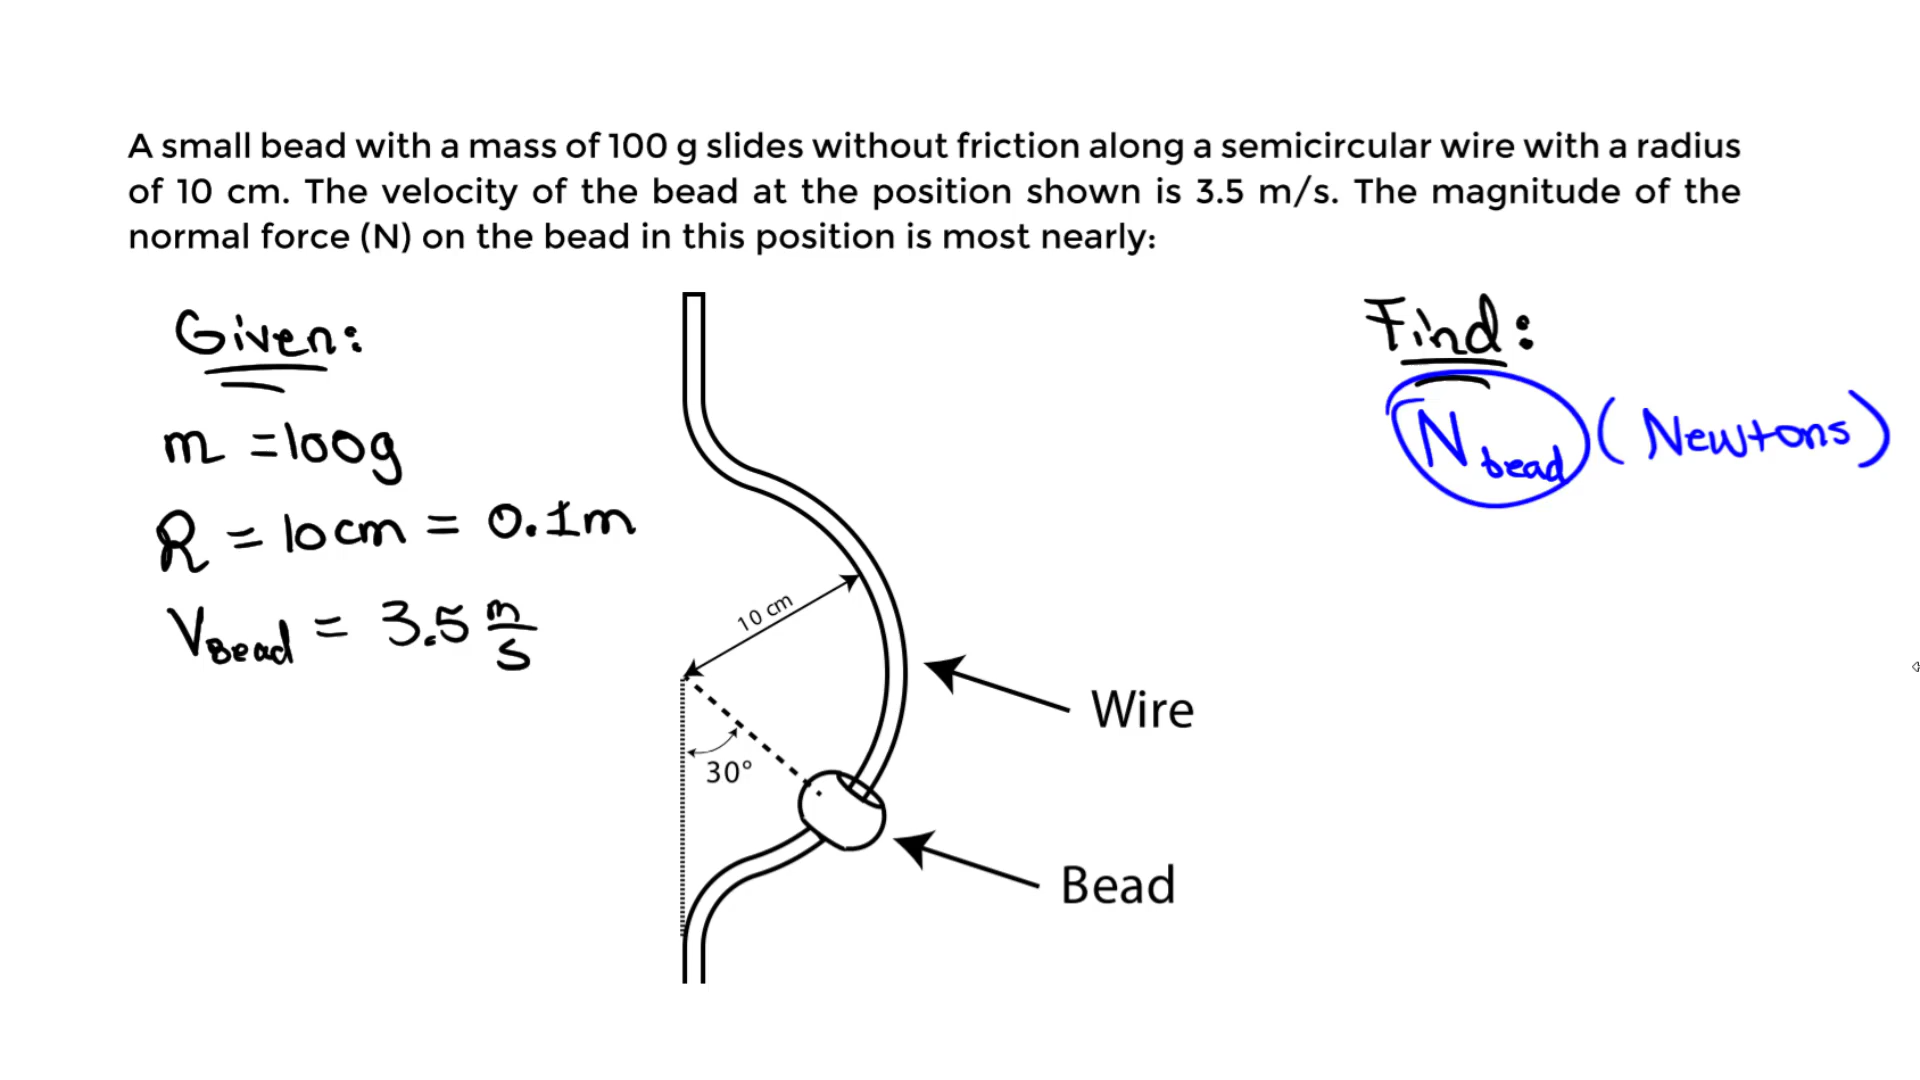 A small bead with a mass of 100 g slides without friction along a semicircular wire with a radius
of 10 cm. The velocity of the bead at the position shown is 3.5 m/s. The magnitude of the
normal force (N) on the bead in this position is most nearly:
Given:
m = 100g
R = 10cm = 0.1m
VBead = 3.5 m/s
Find:
Nbead (Newtons)
10 cm
30°
Wire
Bead